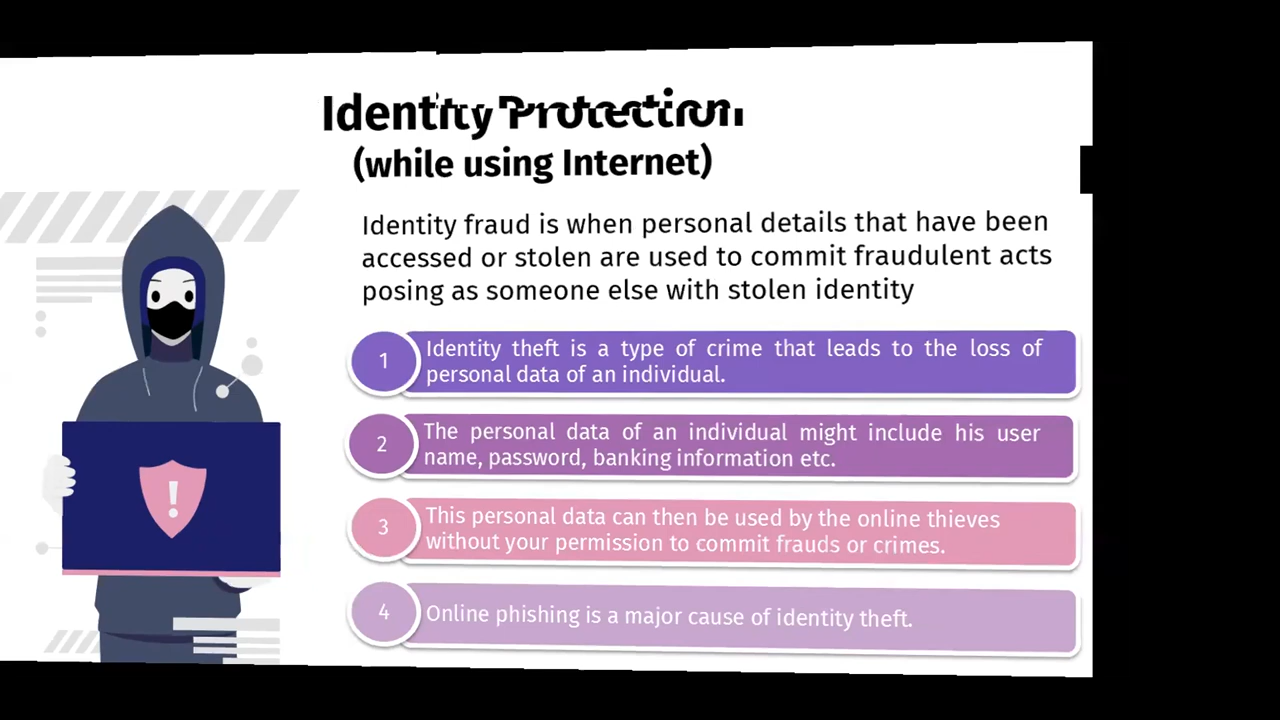 Identity Protection
(while using Internet)
Identity fraud is when personal details that have been
accessed or stolen are used to commit fraudulent acts
posing as someone else with stolen identity
1
Identity theft is a type of crime that leads to the loss of
personal data of an individual.
2
The personal data of an individual might include his user
name, password, banking information etc.
3
This personal data can then be used by the online thieves
without your permission to commit frauds or crimes.
4
Online phishing is a major cause of identity theft.